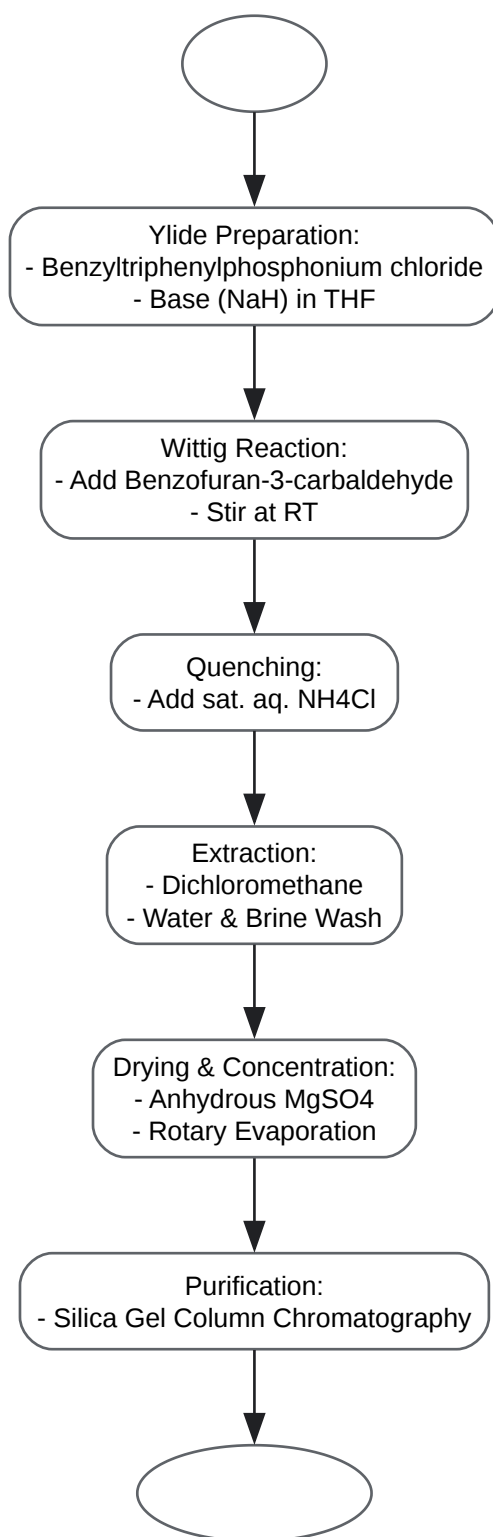 Ylide Preparation:
- Benzyltriphenylphosphonium chloride
- Base (NaH) in THF
Wittig Reaction:
- Add Benzofuran-3-carbaldehyde
- Stir at RT
Quenching:
- Add sat. aq. NH4Cl
Extraction:
- Dichloromethane
- Water & Brine Wash
Drying & Concentration:
- Anhydrous MgSO4
- Rotary Evaporation
Purification:
- Silica Gel Column Chromatography